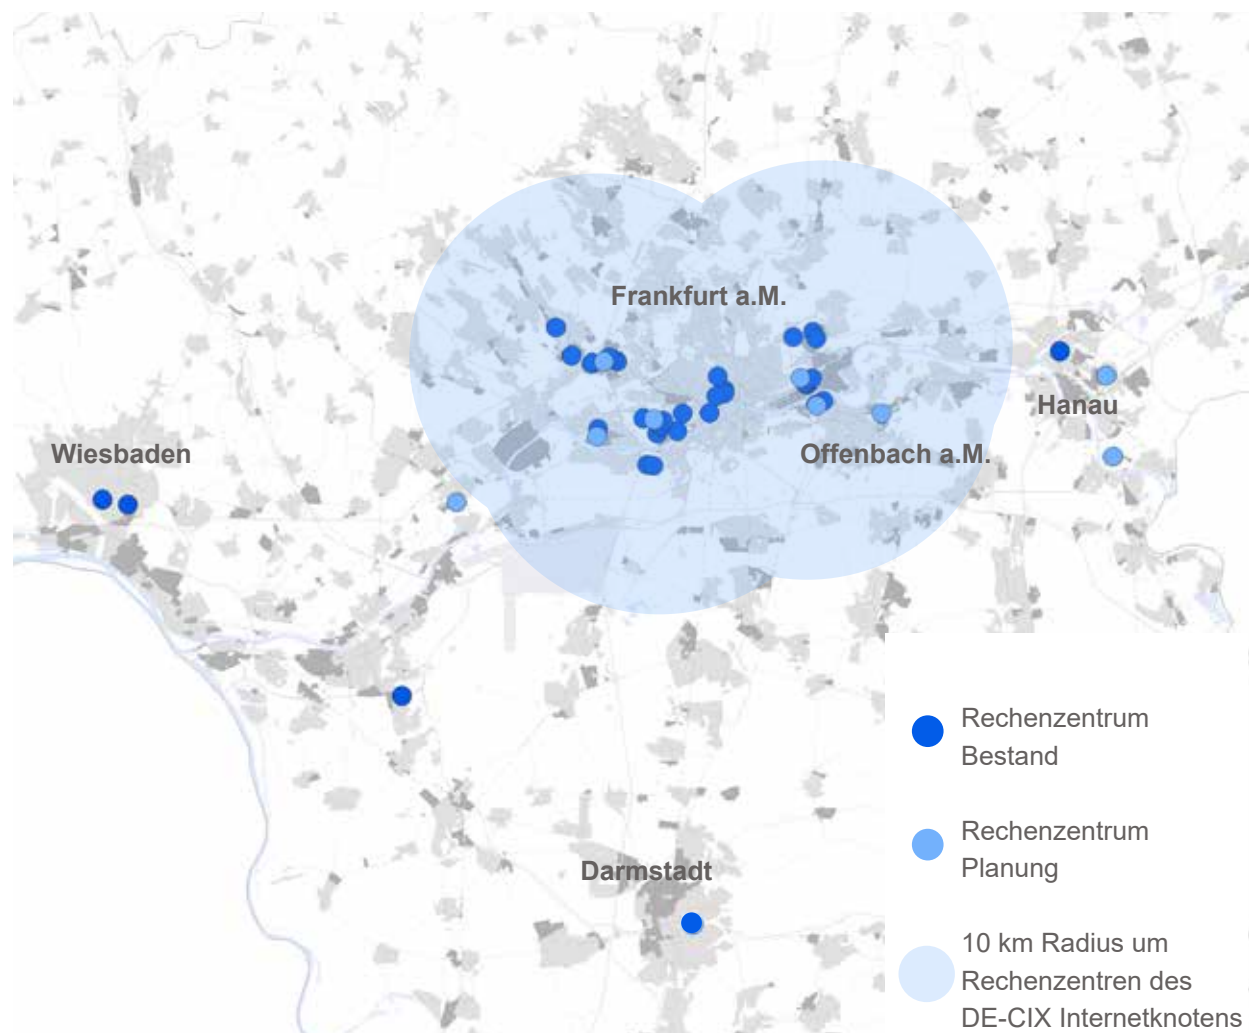 Frankfurt a.M.
Hanau
Wiesbaden
Offenbach a.M.
Darmstadt
Rechenzentrum
Bestand
Rechenzentrum
Planung
10 km Radius um
Rechenzentren des
DE-CIX Internetknotens